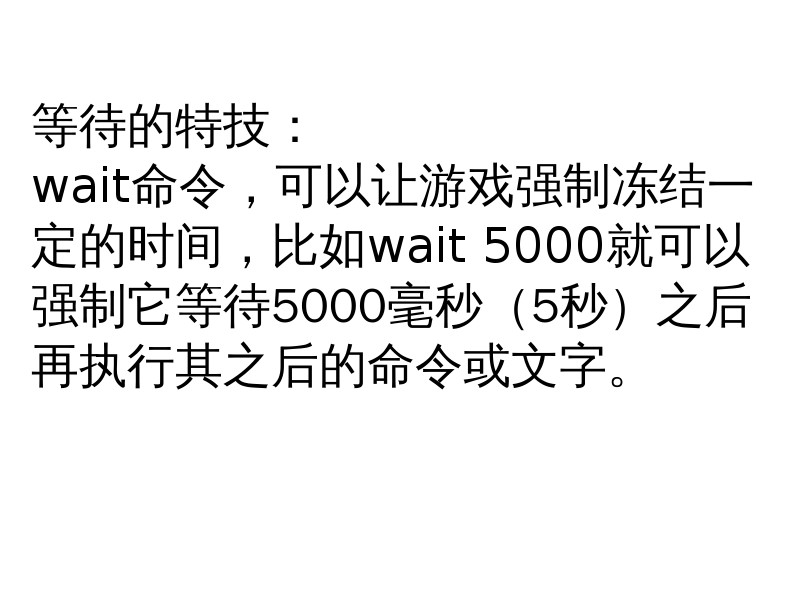 等待的特技：
wait命令，可以让游戏强制冻结一
定的时间，比如wait 5000就可以
强制它等待5000毫秒（5秒）之后
再执行其之后的命令或文字。